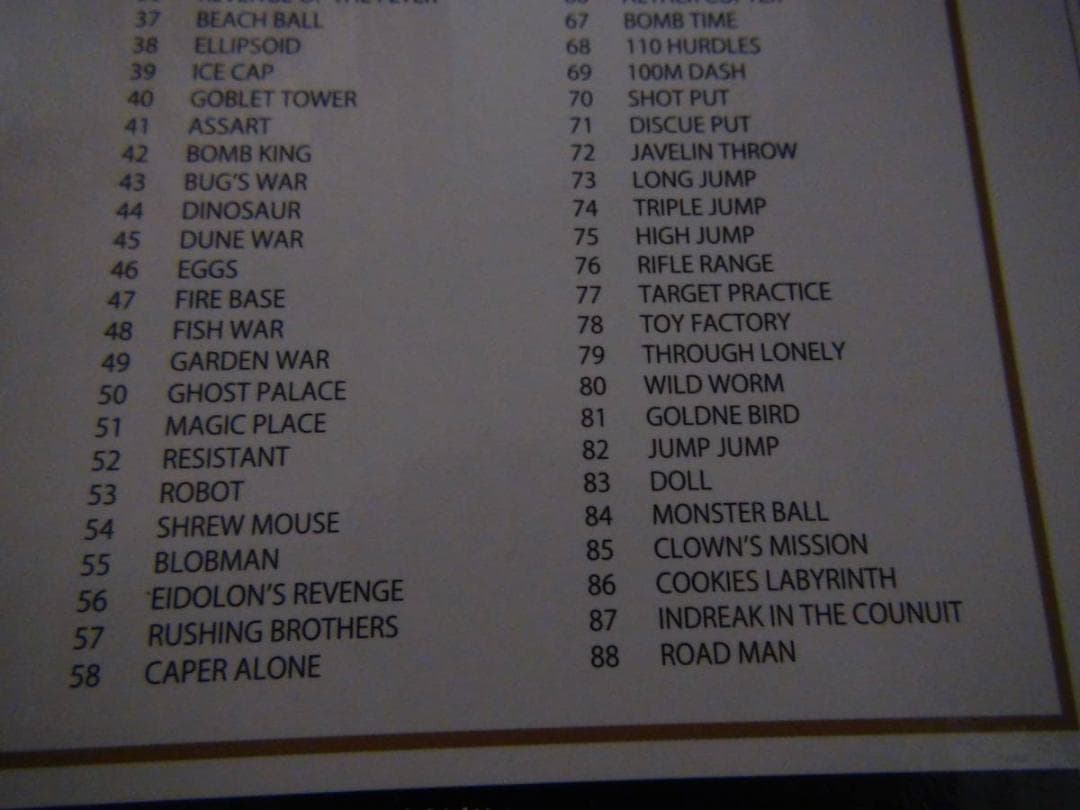 REVENGE OF THE
37 BEACH BALL
38 ELLIPSOID
39 ICE CAP
40 GOBLET TOWER
41 ASSART
42 BOMB KING
43 BUG'S WAR
44 DINOSAUR
45 DUNE WAR
46 EGGS
47 FIRE BASE
48 FISH WAR
49 GARDEN WAR
50 GHOST PALACE
51 MAGIC PLACE
52 RESISTANT
53 ROBOT
54 SHREW MOUSE
55 BLOBMAN
56 EIDOLON'S REVENGE
57 RUSHING BROTHERS
58 CAPER ALONE
67 BOMB TIME
68 110 HURDLES
69 100M DASH
70 SHOT PUT
71 DISCUE PUT
72 JAVELIN THROW
73 LONG JUMP
74 TRIPLE JUMP
75 HIGH JUMP
76 RIFLE RANGE
77 TARGET PRACTICE
78 TOY FACTORY
79 THROUGH LONELY
80 WILD WORM
81 GOLDNE BIRD
82 JUMP JUMP
83 DOLL
84 MONSTER BALL
85 CLOWN'S MISSION
86 COOKIES LABYRINTH
87 INDREAK IN THE COUNUIT
88 ROAD MAN